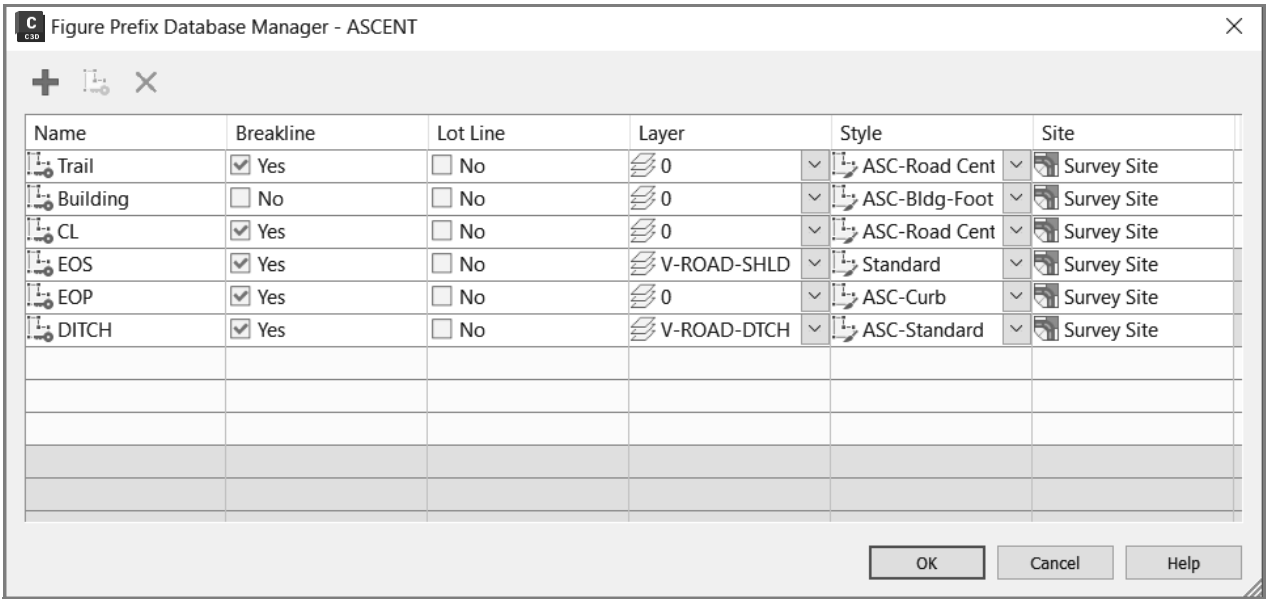 C
C3D
Figure Prefix Database Manager - ASCENT
Name Breakline Lot Line Layer Style Site
Trail Yes No 0 ASC-Road Cent Survey Site
Building No No 0 ASC-Bldg-Foot Survey Site
CL Yes No 0 ASC-Road Cent Survey Site
EOS Yes No V-ROAD-SHLD Standard Survey Site
EOP Yes No 0 ASC-Curb Survey Site
DITCH Yes No V-ROAD-DTCH ASC-Standard Survey Site
OK Cancel Help